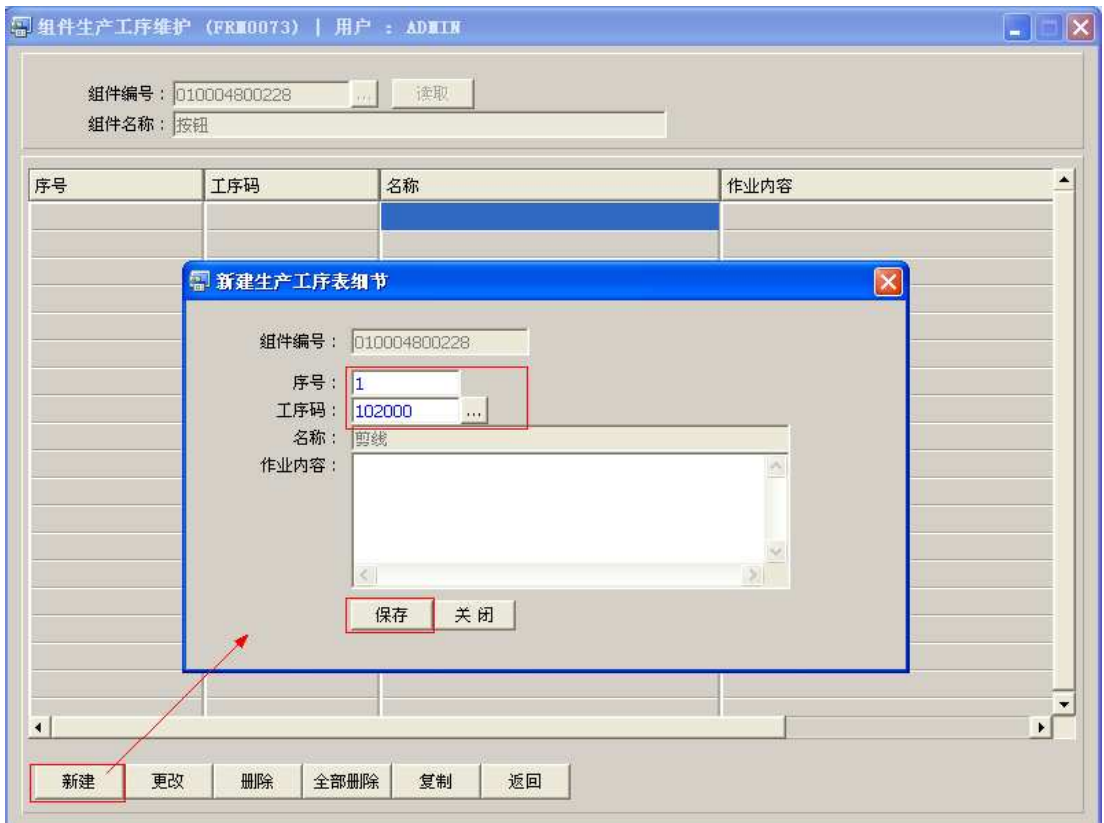 组件生产工序维护 (FRM0073) | 用户 : ADMIN
组件编号: 010004800228 ... 读取
组件名称: 按钮
序号 工序码 名称 作业内容
新建生产工序表细节
组件编号: 010004800228
序号: 1
工序码: 102000 ...
名称: 剪线
作业内容:
保存 关闭
新建 更改 删除 全部删除 复制 返回